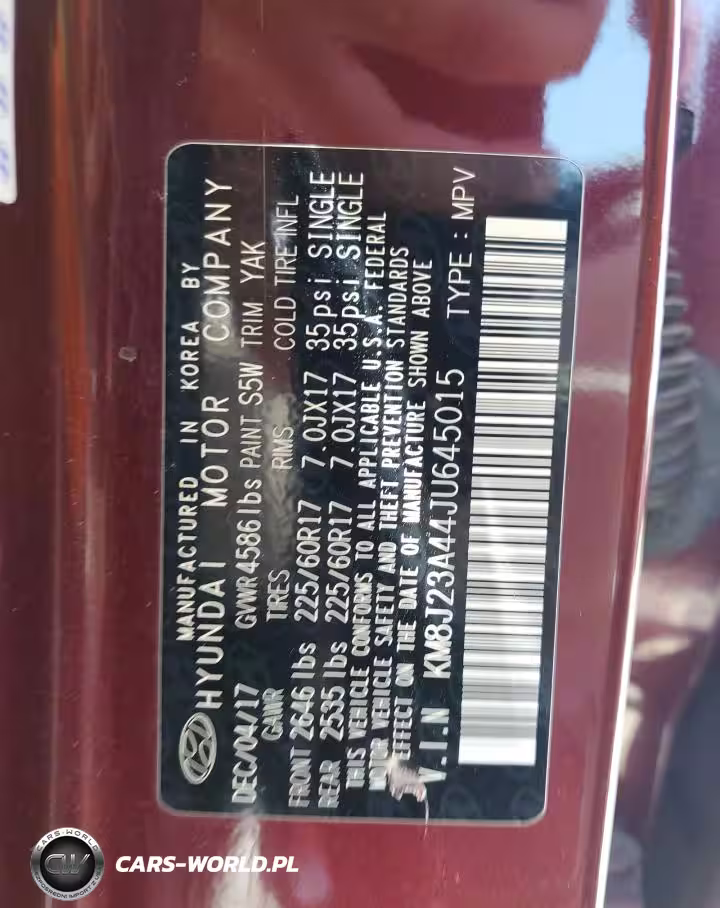 MANUFACTURED IN KOREA BY
HYUNDAI MOTOR COMPANY
DEC/04/17 GVWR 4586 lbs PAINT S5W TRIM YAK
GAWR TIRES RIMS COLD TIRE INFL
FRONT 2646 lbs 225/60R17 7.0JX17 35psi SINGLE
REAR 2535 lbs 225/60R17 7.0JX17 35psi SINGLE
THIS VEHICLE CONFORMS TO ALL APPLICABLE U.S.A. FEDERAL
MOTOR VEHICLE SAFETY AND THEFT PREVENTION STANDARDS
EFFECT ON THE DATE OF MANUFACTURE SHOWN ABOVE
V.I.N KM8J23A44JU645015 TYPE : MPV
CARS-WORLD
CW
CARS-WORLD.PL